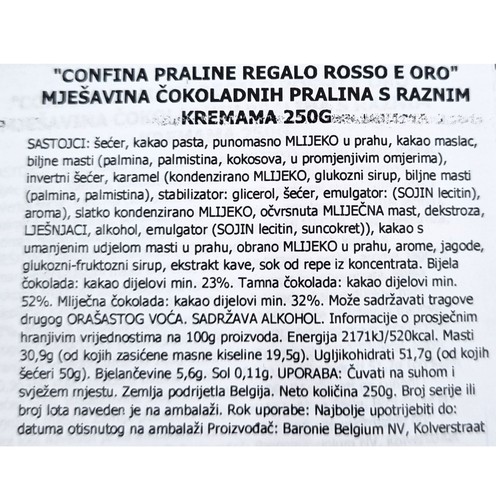 "CONFINA PRALINE REGALO ROSSO E ORO"
MJEŠAVINA ČOKOLADNIH PRALINA S RAZNIM
KREMAMA 250G
SASTOJCI: šećer, kakao pasta, punomasno MLIJEKO u prahu, kakao maslac,
biljne masti (palmina, palmistina, kokosova, u promjenjivim omjerima),
invertni šećer, karamel (kondenzirano MLIJEKO, glukozni sirup, biljne masti
(palmina, palmistina), stabilizator: glicerol, šećer, emulgator: (SOJIN lecitin),
aroma), slatko kondenzirano MLIJEKO, očvrsnuta MLIJEČNA mast, dekstroza,
LJEŠNJACI, alkohol, emulgator (SOJIN lecitin, suncokret)), kakao s
umanjenim udjelom masti u prahu, obrano MLIJEKO u prahu, arome, jagode,
glukozni-fruktozni sirup, ekstrakt kave, sok od repe iz koncentrata. Bijela
čokolada: kakao dijelovi min. 23%. Tamna čokolada: kakao dijelovi min.
52%. Mliječna čokolada: kakao dijelovi min. 32%. Može sadržavati tragove
drugog ORAŠASTOG VOĆA. SADRŽAVA ALKOHOL. Informacije o prosječnim
hranjivim vrijednostima na 100g proizvoda. Energija 2171kJ/520kcal. Masti
30,9g (od kojih zasićene masne kiseline 19,5g). Ugljikohidrati 51,7g (od kojih
šećeri 50g). Bjelančevine 5,6g. Sol 0,11g. UPORABA: Čuvati na suhom i
svježem mjestu. Zemlja podrijetla Belgija. Neto količina 250g. Broj serije ili
broj lota naveden je na ambalaži. Rok uporabe: Najbolje upotrijebiti do:
datuma otisnutog na ambalaži Proizvođač: Baronie Belgium NV, Kolverstraat